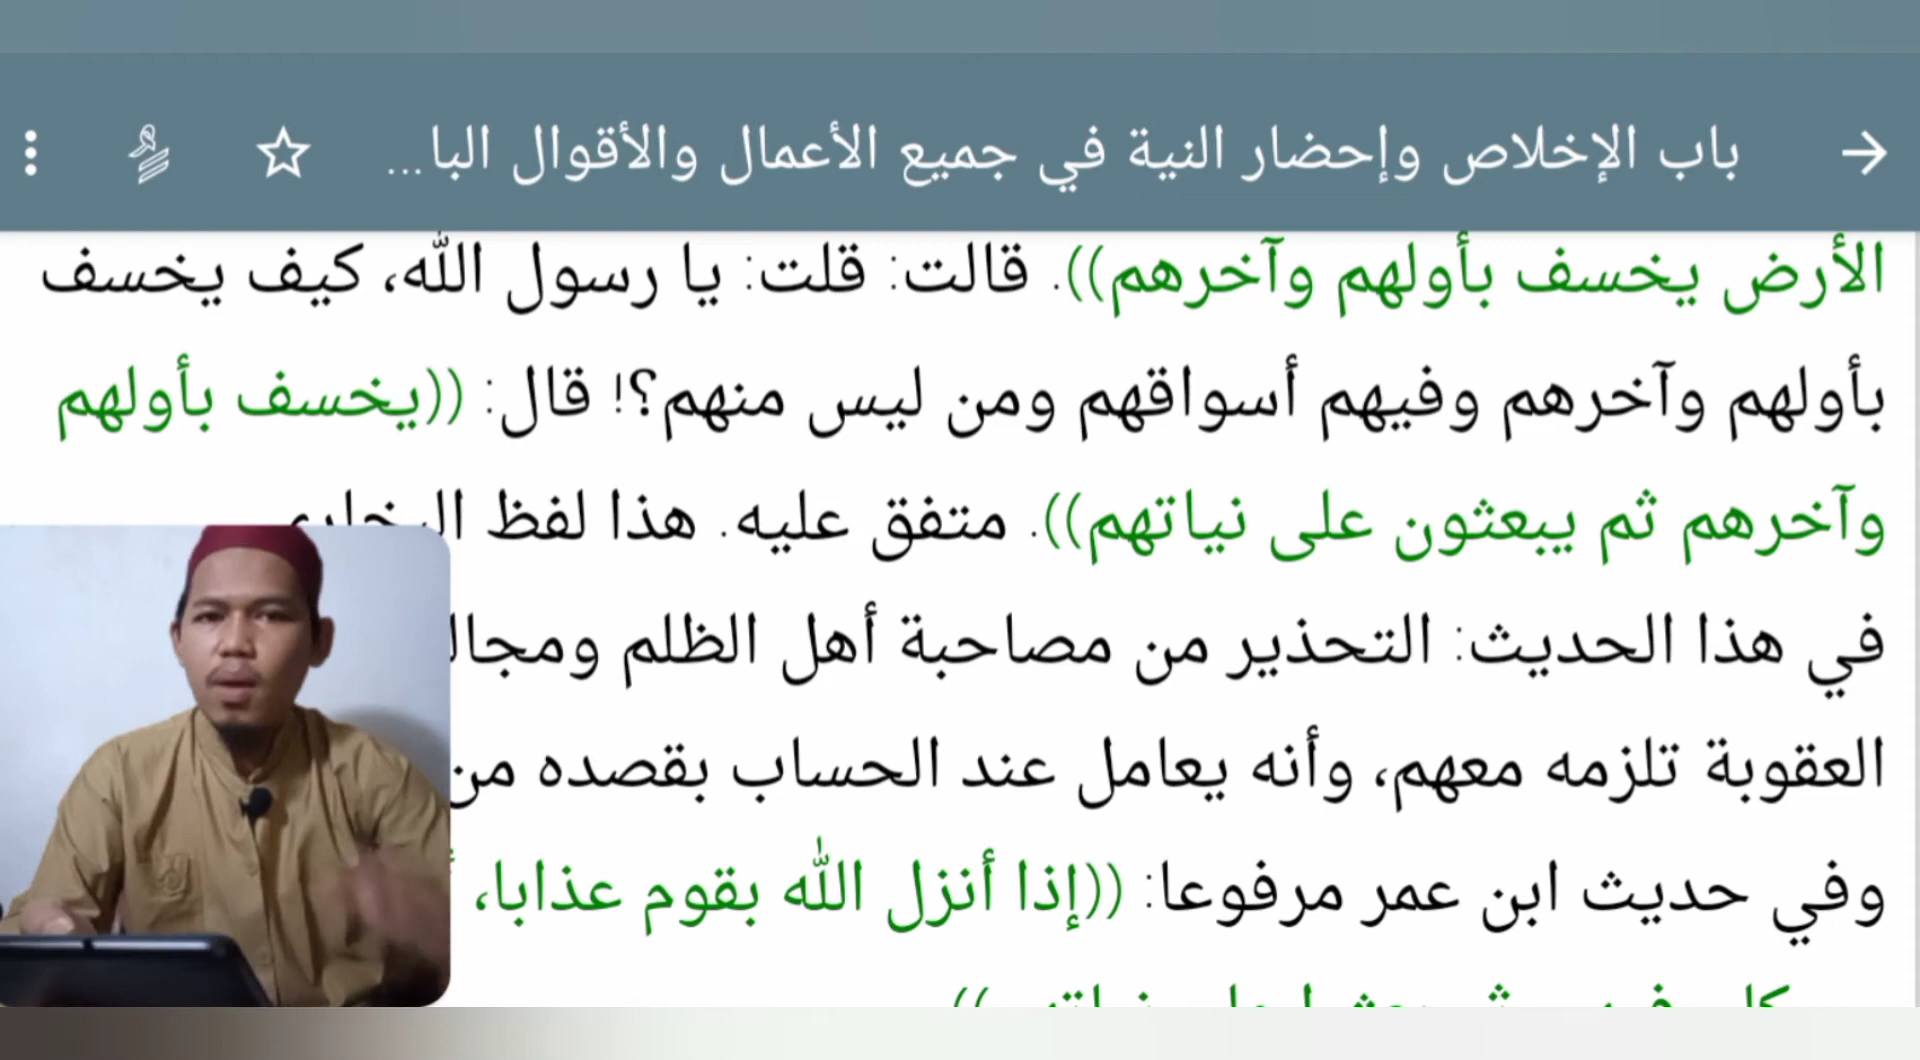 باب الإخلاص وإحضار النية في جميع الأعمال والأقوال البا...
الأرض يخسف بأولهم وآخرهم)). قالت: قلت: يا رسول الله، كيف يخسف
بأولهم وآخرهم وفيهم أسواقهم ومن ليس منهم؟! قال: ((يخسف بأولهم
وآخرهم ثم يبعثون على نياتهم)). متفق عليه. هذا لفظ
في هذا الحديث: التحذير من مصاحبة أهل الظلم
العقوبة تلزمه معهم، وأنه يعامل عند الحساب بقصده من
وفي حديث ابن عمر مرفوعا: ((إذا أنزل الله بقوم عذابا،